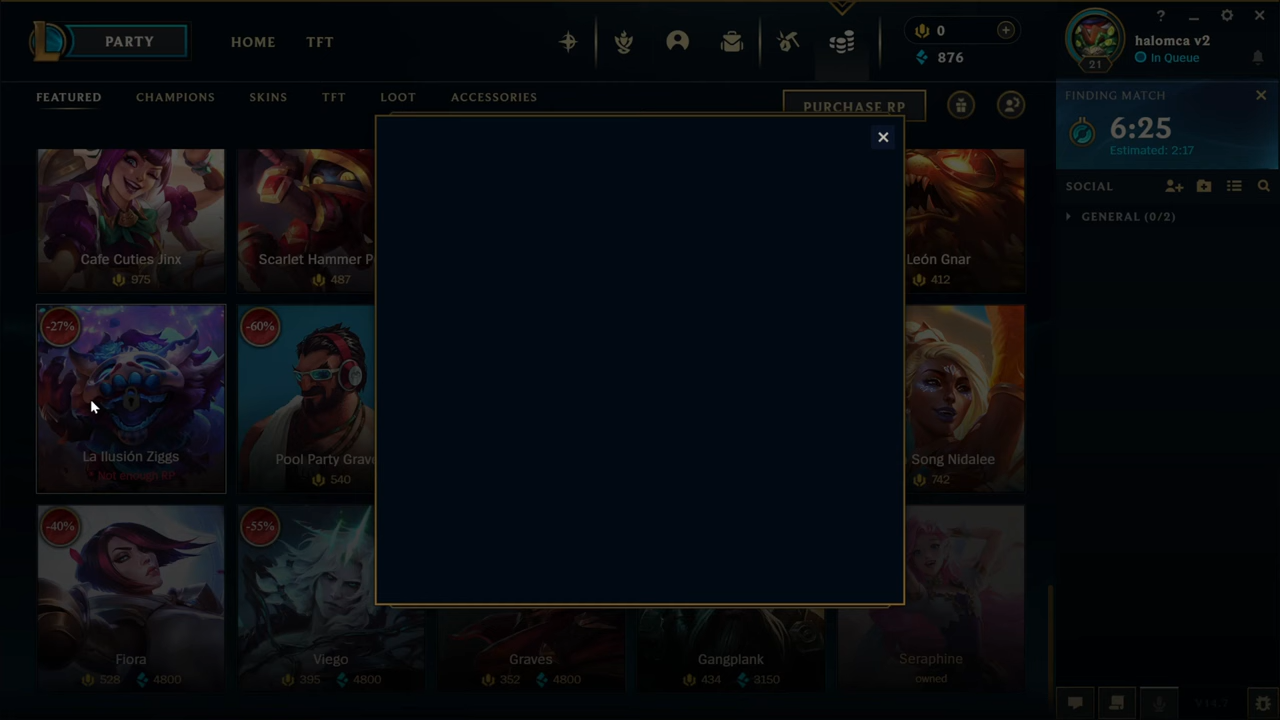 PARTY
HOME
TFT
0
876
21
halomca v2
In Queue
FEATURED
CHAMPIONS
SKINS
TFT
LOOT
ACCESSORIES
PURCHASE RP
FINDING MATCH
6:25
Estimated: 2:17
SOCIAL
GENERAL (0/2)
Cafe Cuties Jinx
975
Scarlet Hammer P
487
León Gnar
412
-27%
La Ilusión Ziggs
* Not enough RP
-60%
Pool Party Grav
540
Song Nidalee
742
-40%
Fiora
528 4800
-55%
Viego
395 4800
Graves
352 4800
Gangplank
434 3150
Seraphine
owned
V14.7